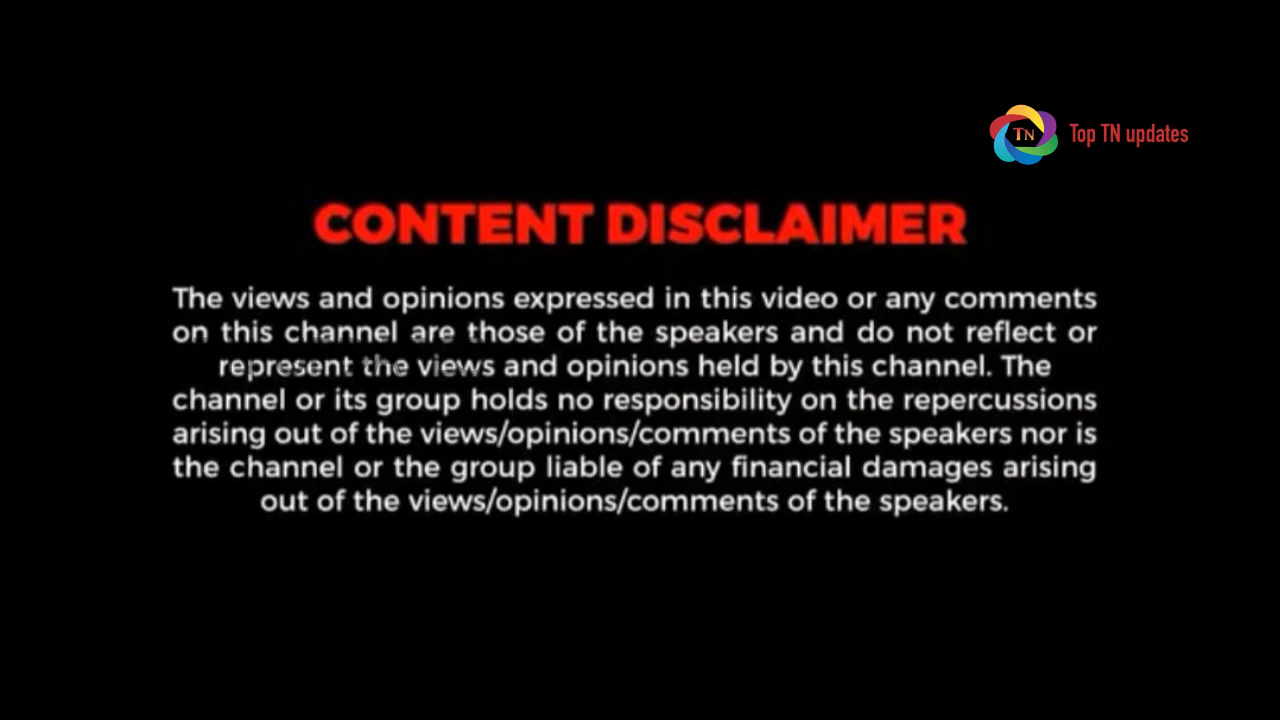 TN Top TN updates
CONTENT DISCLAIMER
The views and opinions expressed in this video or any comments
on this channel are those of the speakers and do not reflect or
represent the views and opinions held by this channel. The
channel or its group holds no responsibility on the repercussions
arising out of the views/opinions/comments of the speakers nor is
the channel or the group liable of any financial damages arising
out of the views/opinions/comments of the speakers.